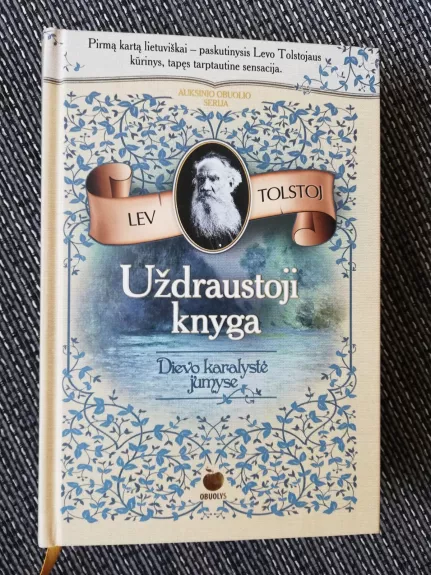 Pirmą kartą lietuviškai – paskutinysis Levo Tolstojaus
kūrinys, tapęs tarptautine sensacija.
AUKSINIO OBUOLIO
SERIJA
LEV
TOLSTOJ
Uždraustoji
knyga
Dievo karalystė
jumyse
OBUOLYS